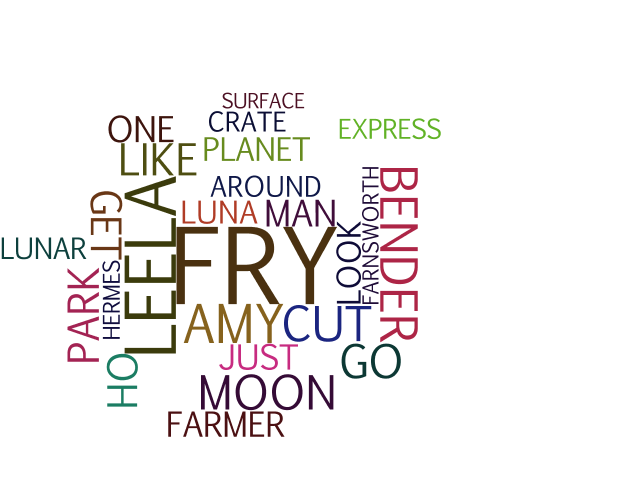 SURFACE
CRATE
EXPRESS
ONE
LIKE
PLANET
AROUND
LUNA
MAN
GET
LEELA
FRY
LOOK
FARNSWORTH
BENDER
LUNAR
PARK
HERMES
AMY
CUT
JUST
GO
HO
MOON
FARMER